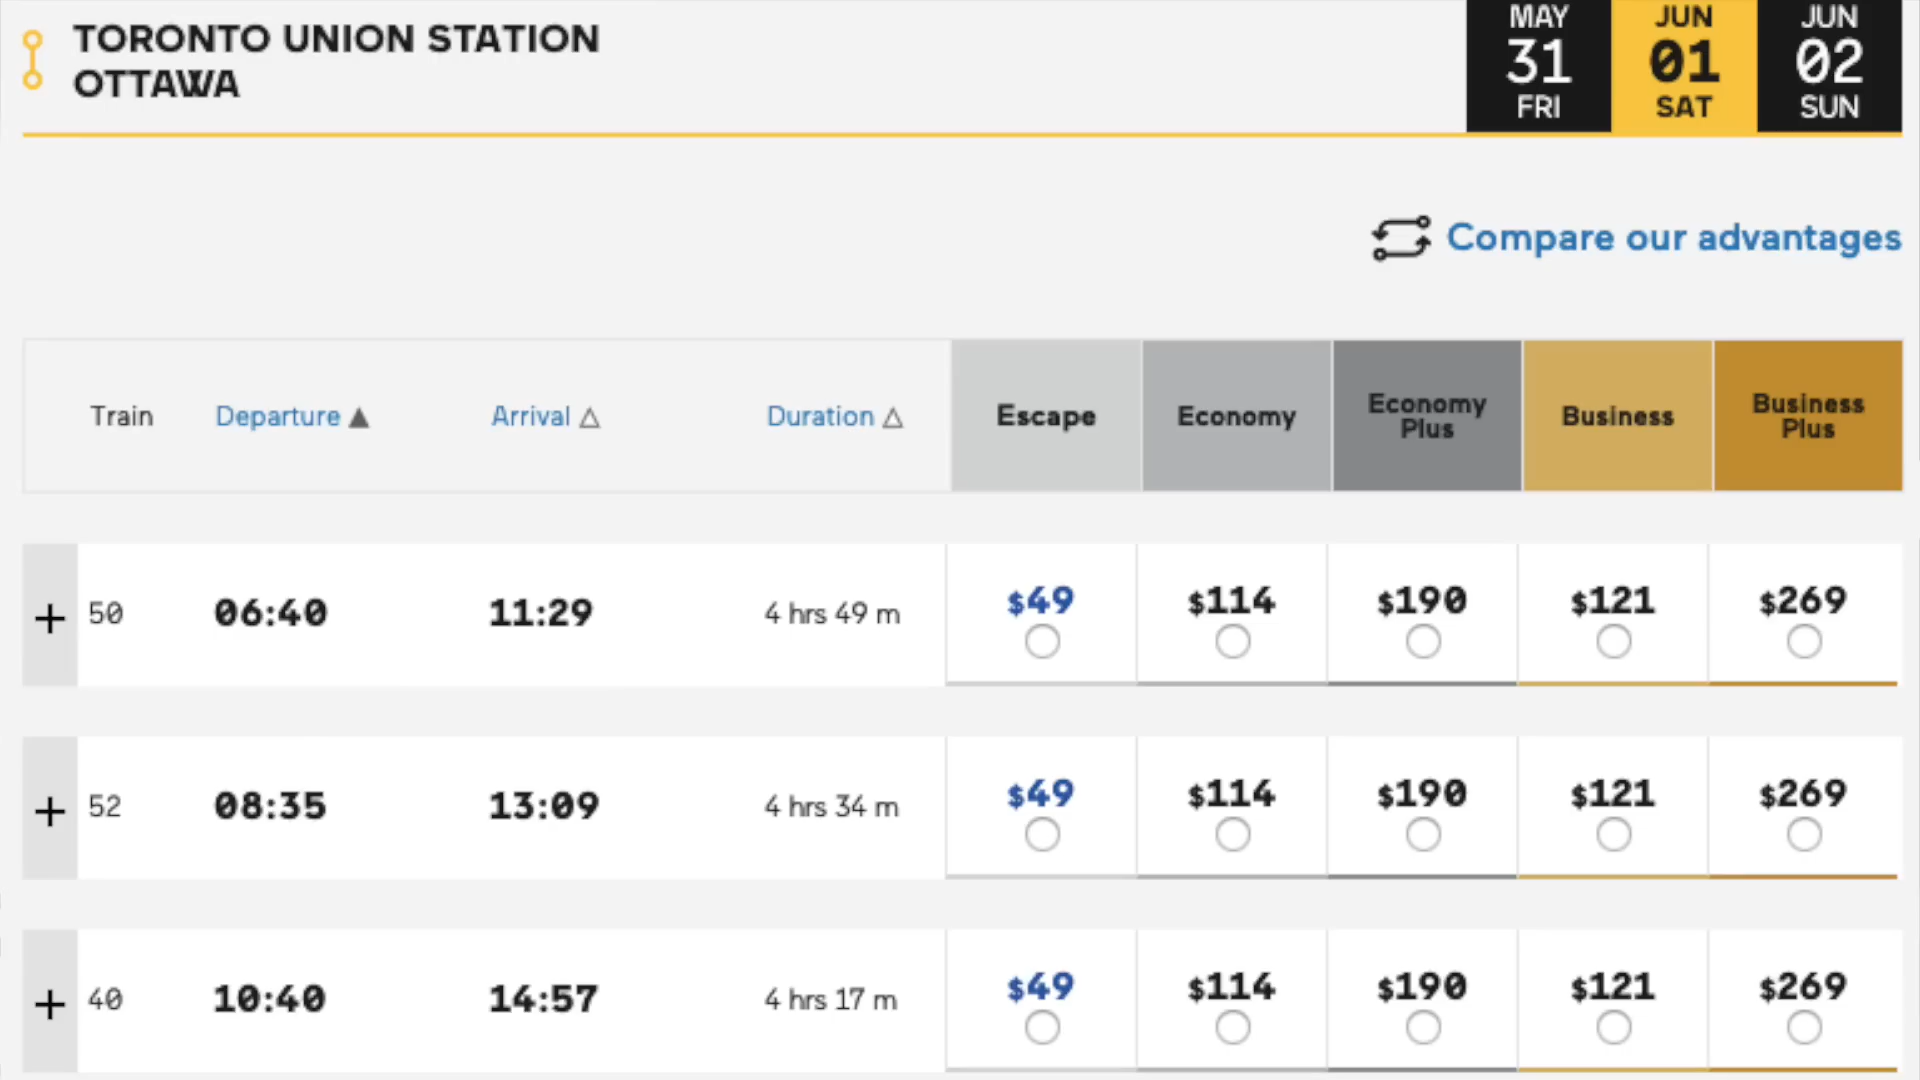 TORONTO UNION STATION
OTTAWA
MAY
31
FRI
JUN
01
SAT
JUN
02
SUN
Compare our advantages
Train Departure Arrival Duration Escape Economy Economy Plus Business Business Plus
50 06:40 11:29 4 hrs 49 m $49 $114 $190 $121 $269
52 08:35 13:09 4 hrs 34 m $49 $114 $190 $121 $269
40 10:40 14:57 4 hrs 17 m $49 $114 $190 $121 $269